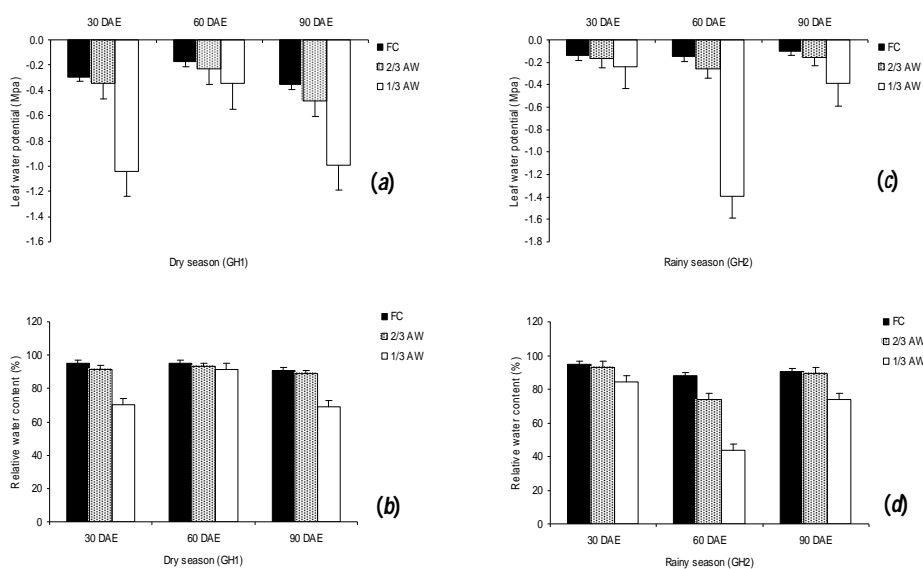 30 DAE 60 DAE 90 DAE
0.0
-0.2
-0.4
-0.6
-0.8
-1.0
-1.2
-1.4
-1.6
Leaf water potential (Mpa)
FC
2/3 AW
1/3 AW
(a)
Dry season (GH1)
30 DAE 60 DAE 90 DAE
0.0
-0.2
-0.4
-0.6
-0.8
-1.0
-1.2
-1.4
-1.6
-1.8
Leaf water potential (Mpa)
FC
2/3 AW
1/3 AW
(c)
Rainy season (GH2)
120
100
80
60
40
20
0
Relative water content (%)
FC
2/3 AW
1/3 AW
(b)
30 DAE 60 DAE 90 DAE
Dry season (GH1)
120
100
80
60
40
20
0
Relative water content (%)
FC
2/3 AW
1/3 AW
(d)
30 DAE 60 DAE 90 DAE
Rainy season (GH2)